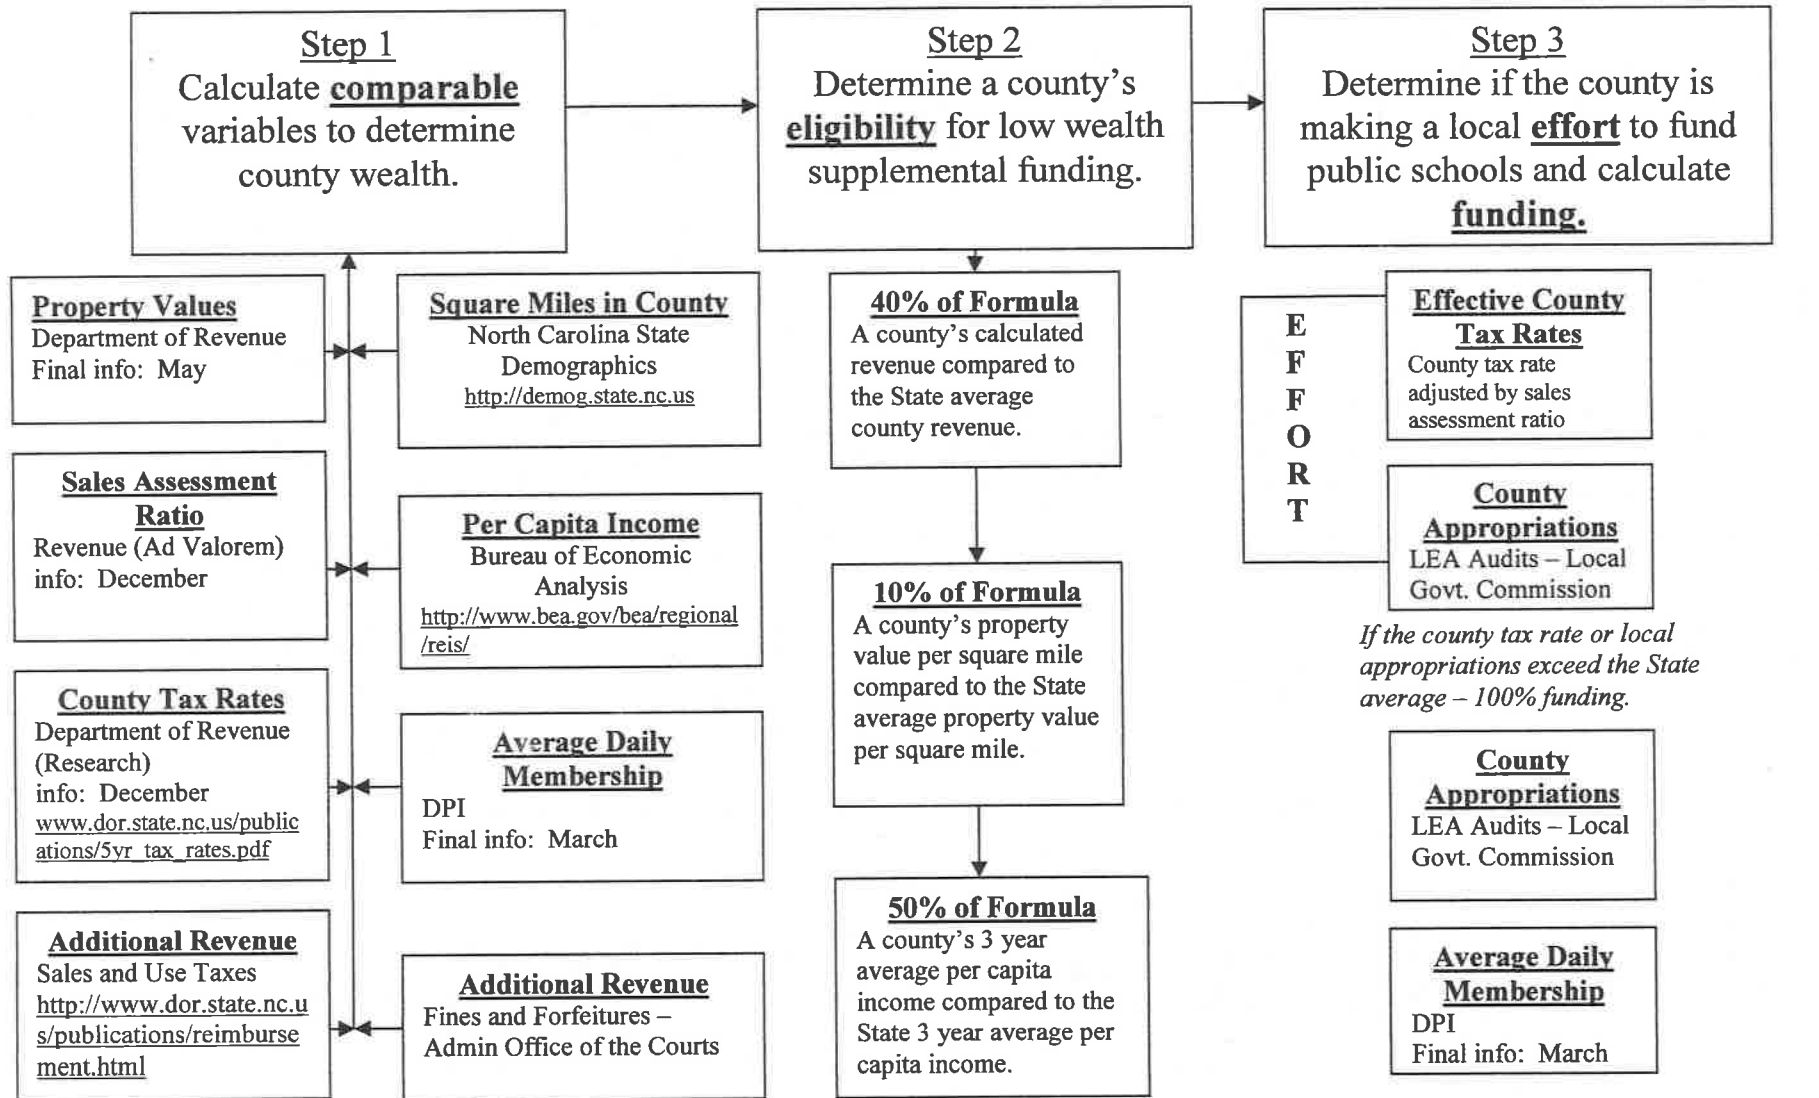 Step 1
Calculate comparable
variables to determine
county wealth.
Step 2
Determine a county's
eligibility for low wealth
supplemental funding.
Step 3
Determine if the county is
making a local effort to fund
public schools and calculate
funding.
Property Values
Department of Revenue
Final info: May
Square Miles in County
North Carolina State
Demographics
http://demog.state.nc.us
Sales Assessment
Ratio
Revenue (Ad Valorem)
info: December
Per Capita Income
Bureau of Economic
Analysis
http://www.bea.gov/bea/regional
/reis/
County Tax Rates
Department of Revenue
(Research)
info: December
www.dor.state.nc.us/public
ations/5yr_tax_rates.pdf
Average Daily
Membership
DPI
Final info: March
Additional Revenue
Sales and Use Taxes
http://www.dor.state.nc.u
s/publications/reimburse
ment.html
Additional Revenue
Fines and Forfeitures –
Admin Office of the Courts
40% of Formula
A county's calculated
revenue compared to
the State average
county revenue.
10% of Formula
A county's property
value per square mile
compared to the State
average property value
per square mile.
50% of Formula
A county's 3 year
average per capita
income compared to the
State 3 year average per
capita income.
E
F
F
O
R
T
Effective County
Tax Rates
County tax rate
adjusted by sales
assessment ratio
County
Appropriations
LEA Audits – Local
Govt. Commission
If the county tax rate or local
appropriations exceed the State
average – 100% funding.
County
Appropriations
LEA Audits – Local
Govt. Commission
Average Daily
Membership
DPI
Final info: March